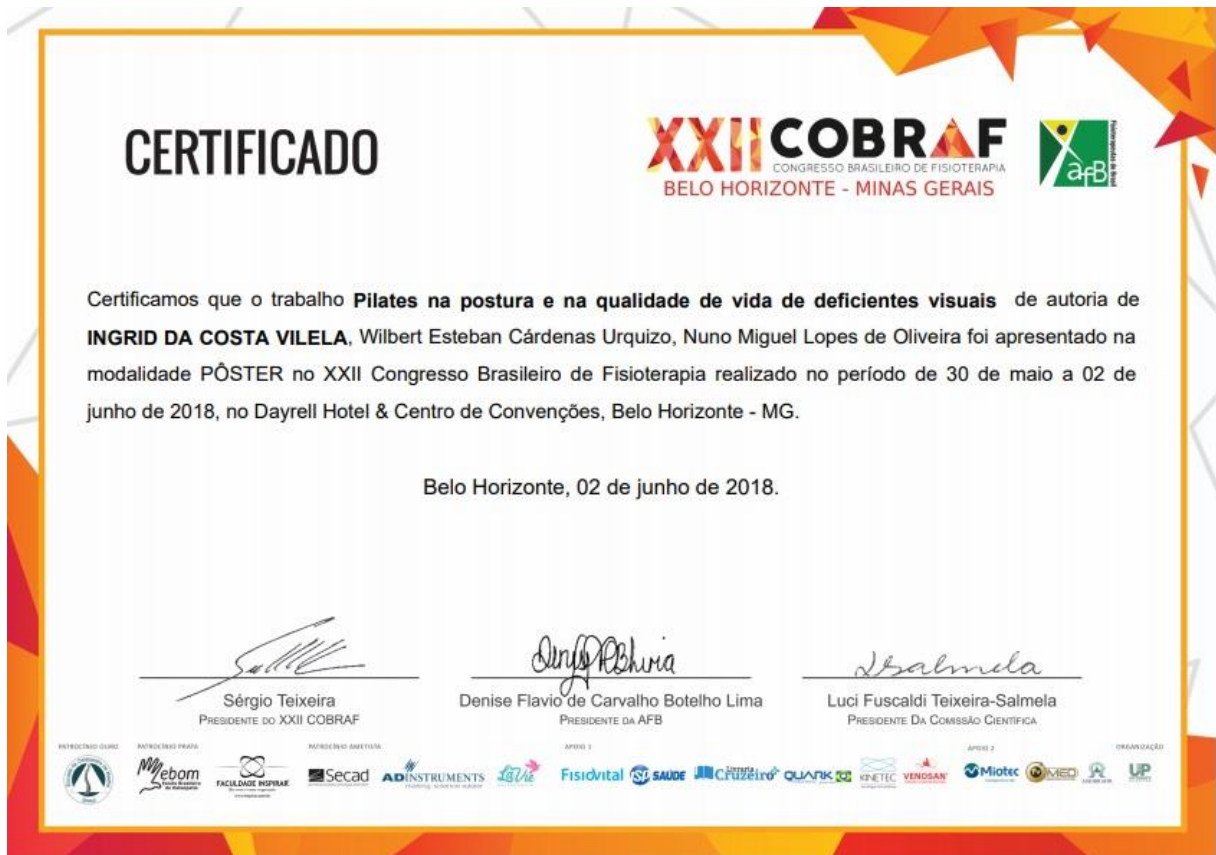 CERTIFICADO
XXII COBRAF
CONGRESSO BRASILEIRO DE FISIOTERAPIA
BELO HORIZONTE - MINAS GERAIS
afB
Certificamos que o trabalho Pilates na postura e na qualidade de vida de deficientes visuais de autoria de
INGRID DA COSTA VILELA, Wilbert Esteban Cárdenas Urquizo, Nuno Miguel Lopes de Oliveira foi apresentado na
modalidade PÔSTER no XXII Congresso Brasileiro de Fisioterapia realizado no período de 30 de maio a 02 de
junho de 2018, no Dayrell Hotel & Centro de Convenções, Belo Horizonte - MG.
Belo Horizonte, 02 de junho de 2018.
Sérgio Teixeira
PRESIDENTE DO XXII COBRAF
Denise Flavio de Carvalho Botelho Lima
PRESIDENTE DA AFB
Luci Fuscaldi Teixeira-Salmela
PRESIDENTE DA COMISSÃO CIENTÍFICA
PATROCÍNIO OURO PATROCÍNIO PRATA PATROCÍNIO AMETISTA APOIO 1 APOIO 2 ORGANIZAÇÃO
ebom FACULDADE INSPIRAR Secad ADINSTRUMENTS LaVie Fisiovital SAÚDE Livraria Cruzeiro QUARK KINETEC VENOSAN Miotec MED UP